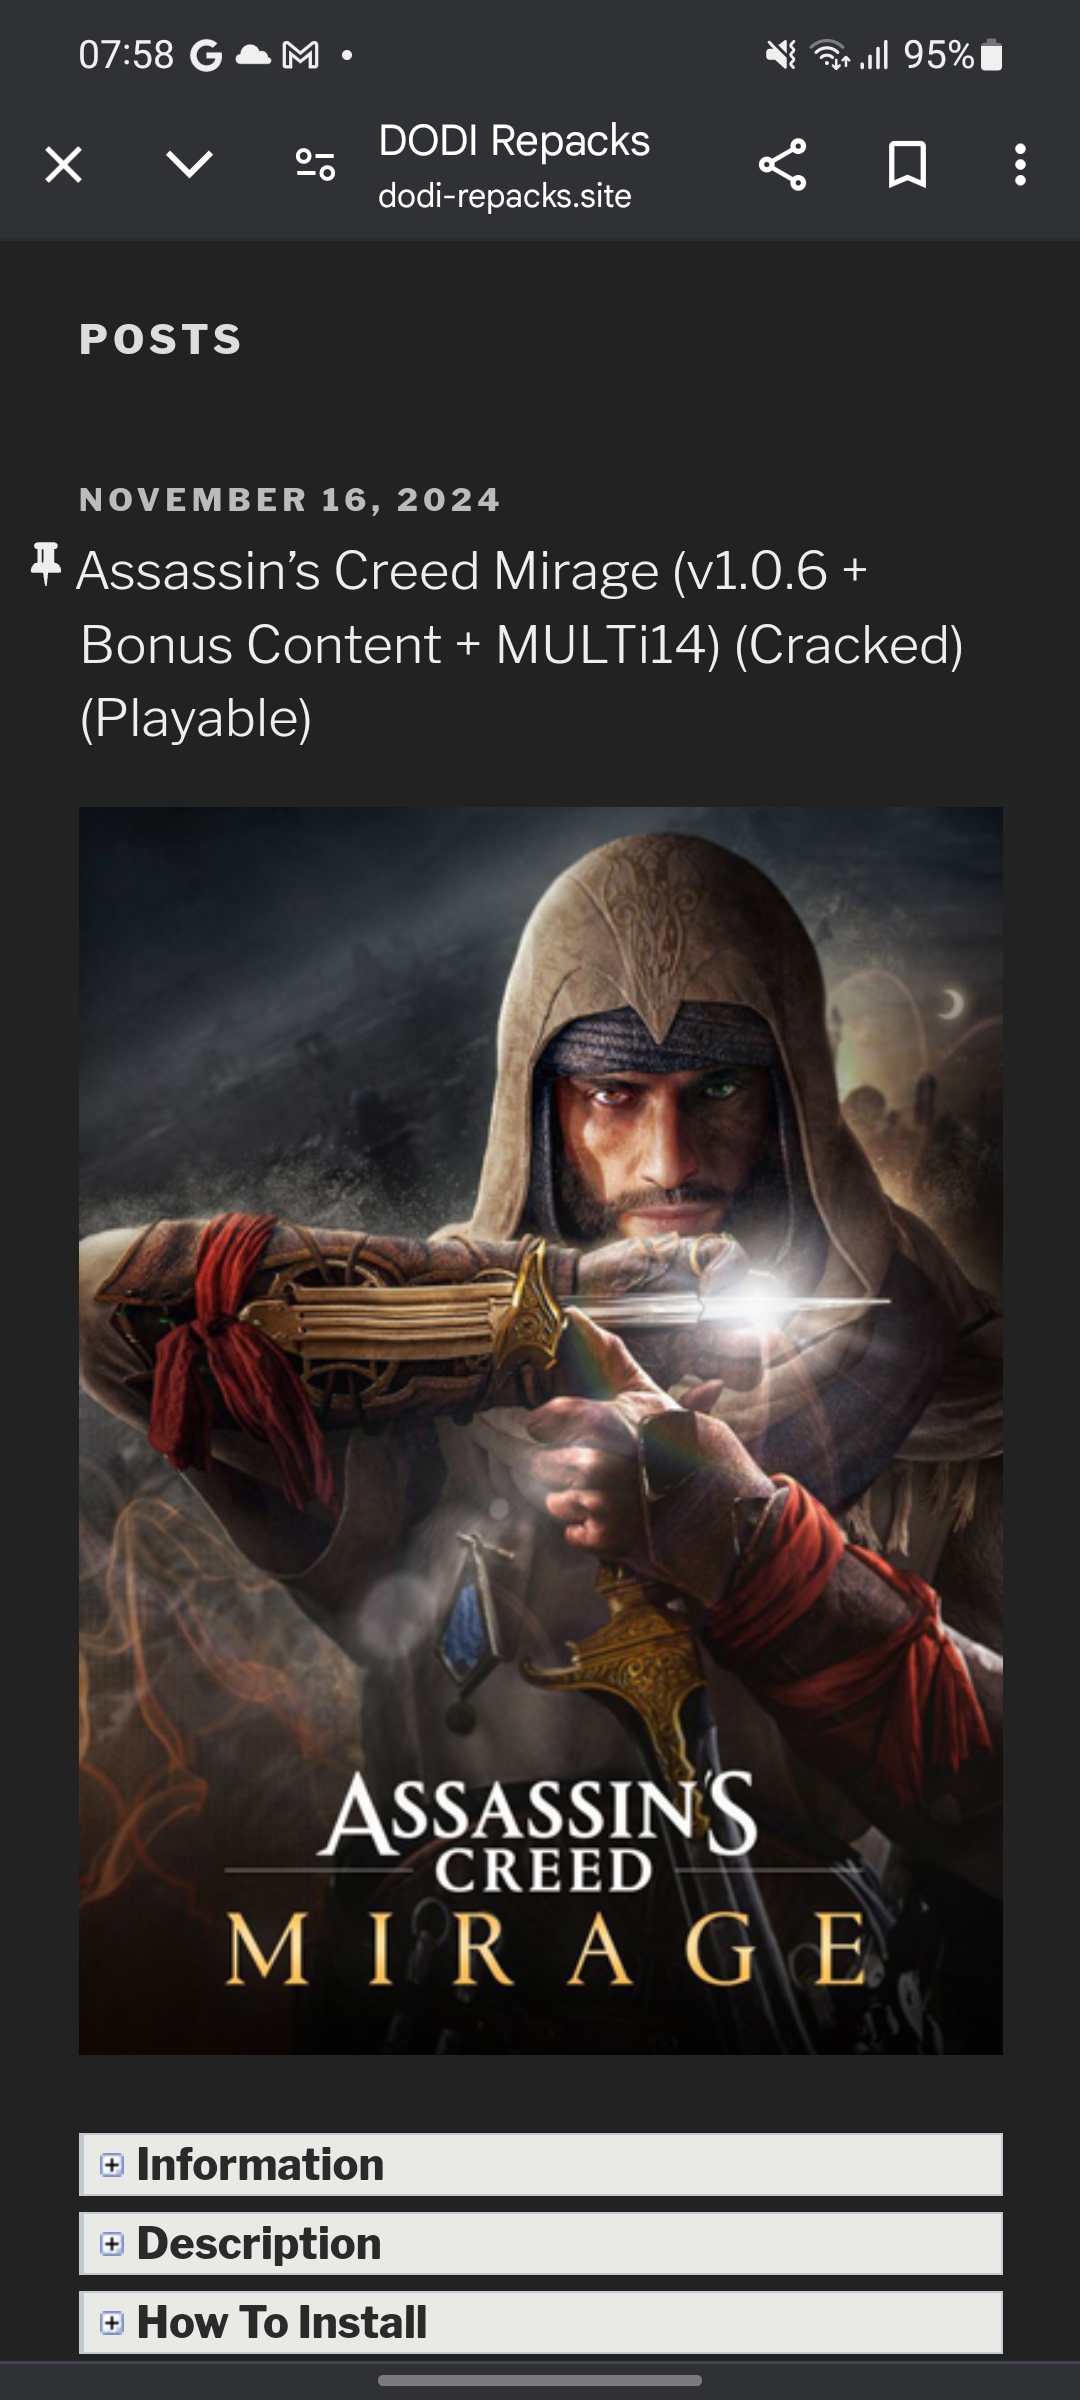 07:58
95%
DODI Repacks
dodi-repacks.site
POSTS
NOVEMBER 16, 2024
Assassin’s Creed Mirage (v1.0.6 +
Bonus Content + MULTi14) (Cracked)
(Playable)
ASSASSIN'S
CREED
MIRAGE
Information
Description
How To Install